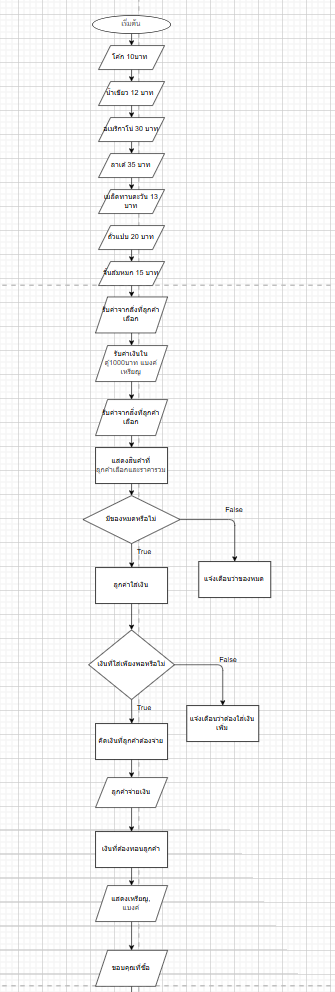 เริ่มต้น
โค้ก 10บาท
น้ำเขียว 12 บาท
อเมริกาโน่ 30 บาท
ลาเต้ 35 บาท
เมล็ดทานตะวัน 13
บาท
ถั่วแปบ 20 บาท
15 บาท
รับค่าจากสิ่งที่ลูกค้า
เลือก
รับค่าเงินใน
ตู้1000บาท แบงค์
เหรียญ
รับค่าจากสิ่งที่ลูกค้า
เลือก
แสดงสินค้าที่
ลูกค้าเลือกและราคารวม
มีของหมดหรือไม่
False
True
แจ้งเตือนว่าของหมด
ลูกค้าใส่เงิน
เงินที่ใส่เพียงพอหรือไม่
False
True
แจ้งเตือนว่าต้องใส่เงิน
เพิ่ม
คิดเงินที่ลูกค้าต้องจ่าย
ลูกค้าจ่ายเงิน
เงินที่ต้องทอนลูกค้า
แสดงเหรียญ,
แบงค์
ขอบคุณที่ซื้อ